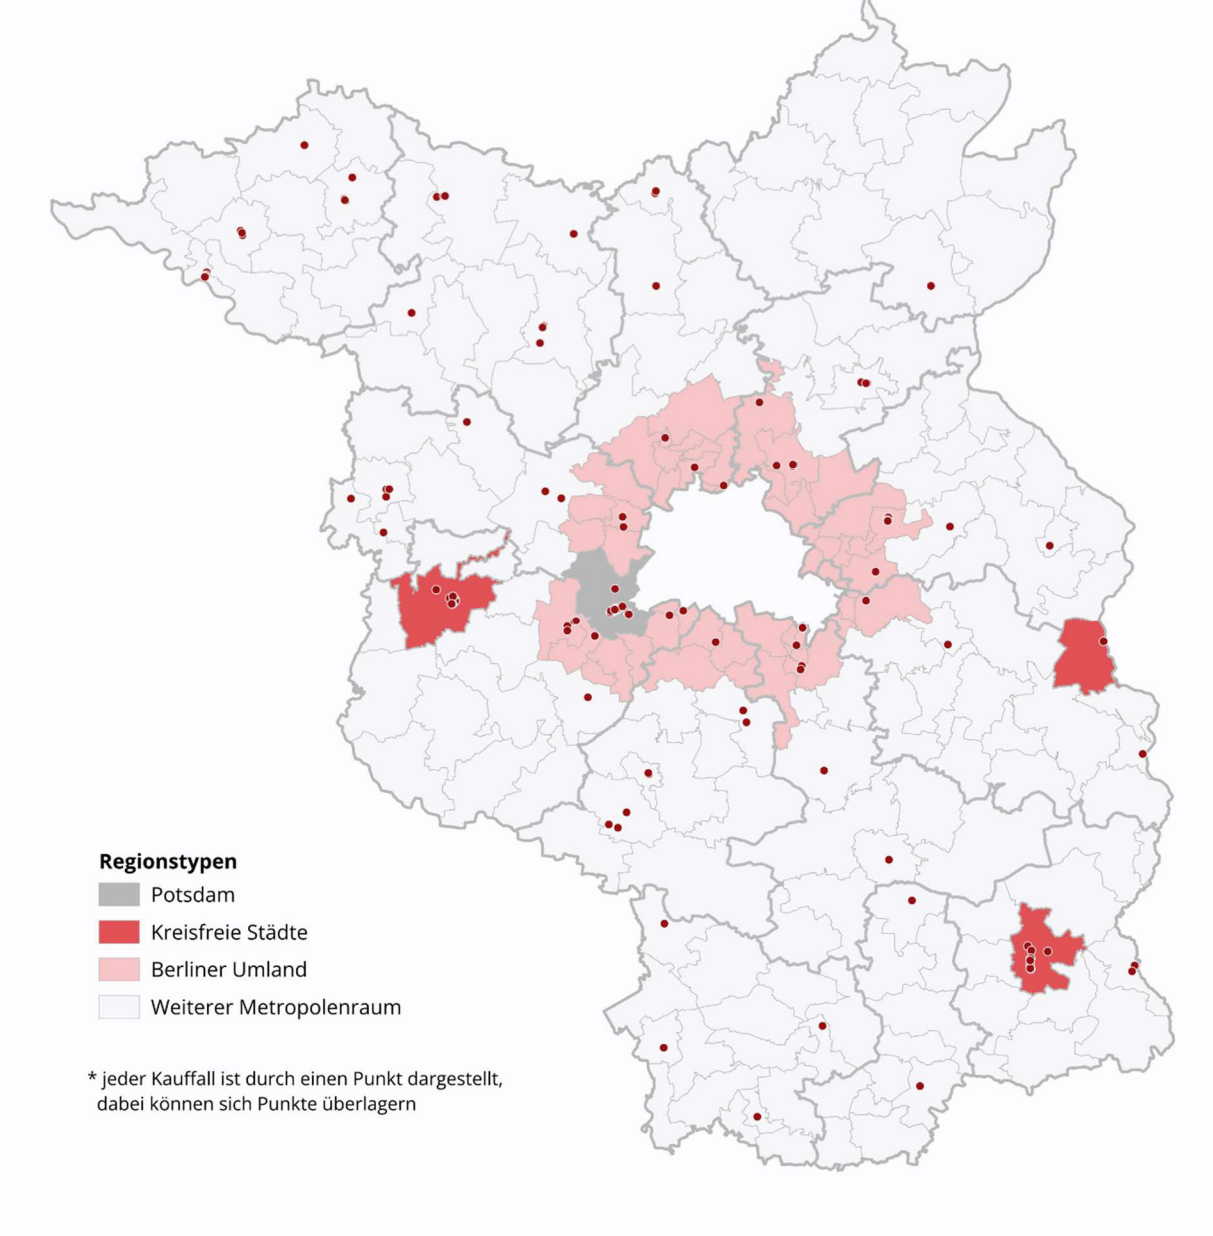 Regionstypen
Potsdam
Kreisfreie Städte
Berliner Umland
Weiterer Metropolenraum
* jeder Kauffall ist durch einen Punkt dargestellt,
dabei können sich Punkte überlagern